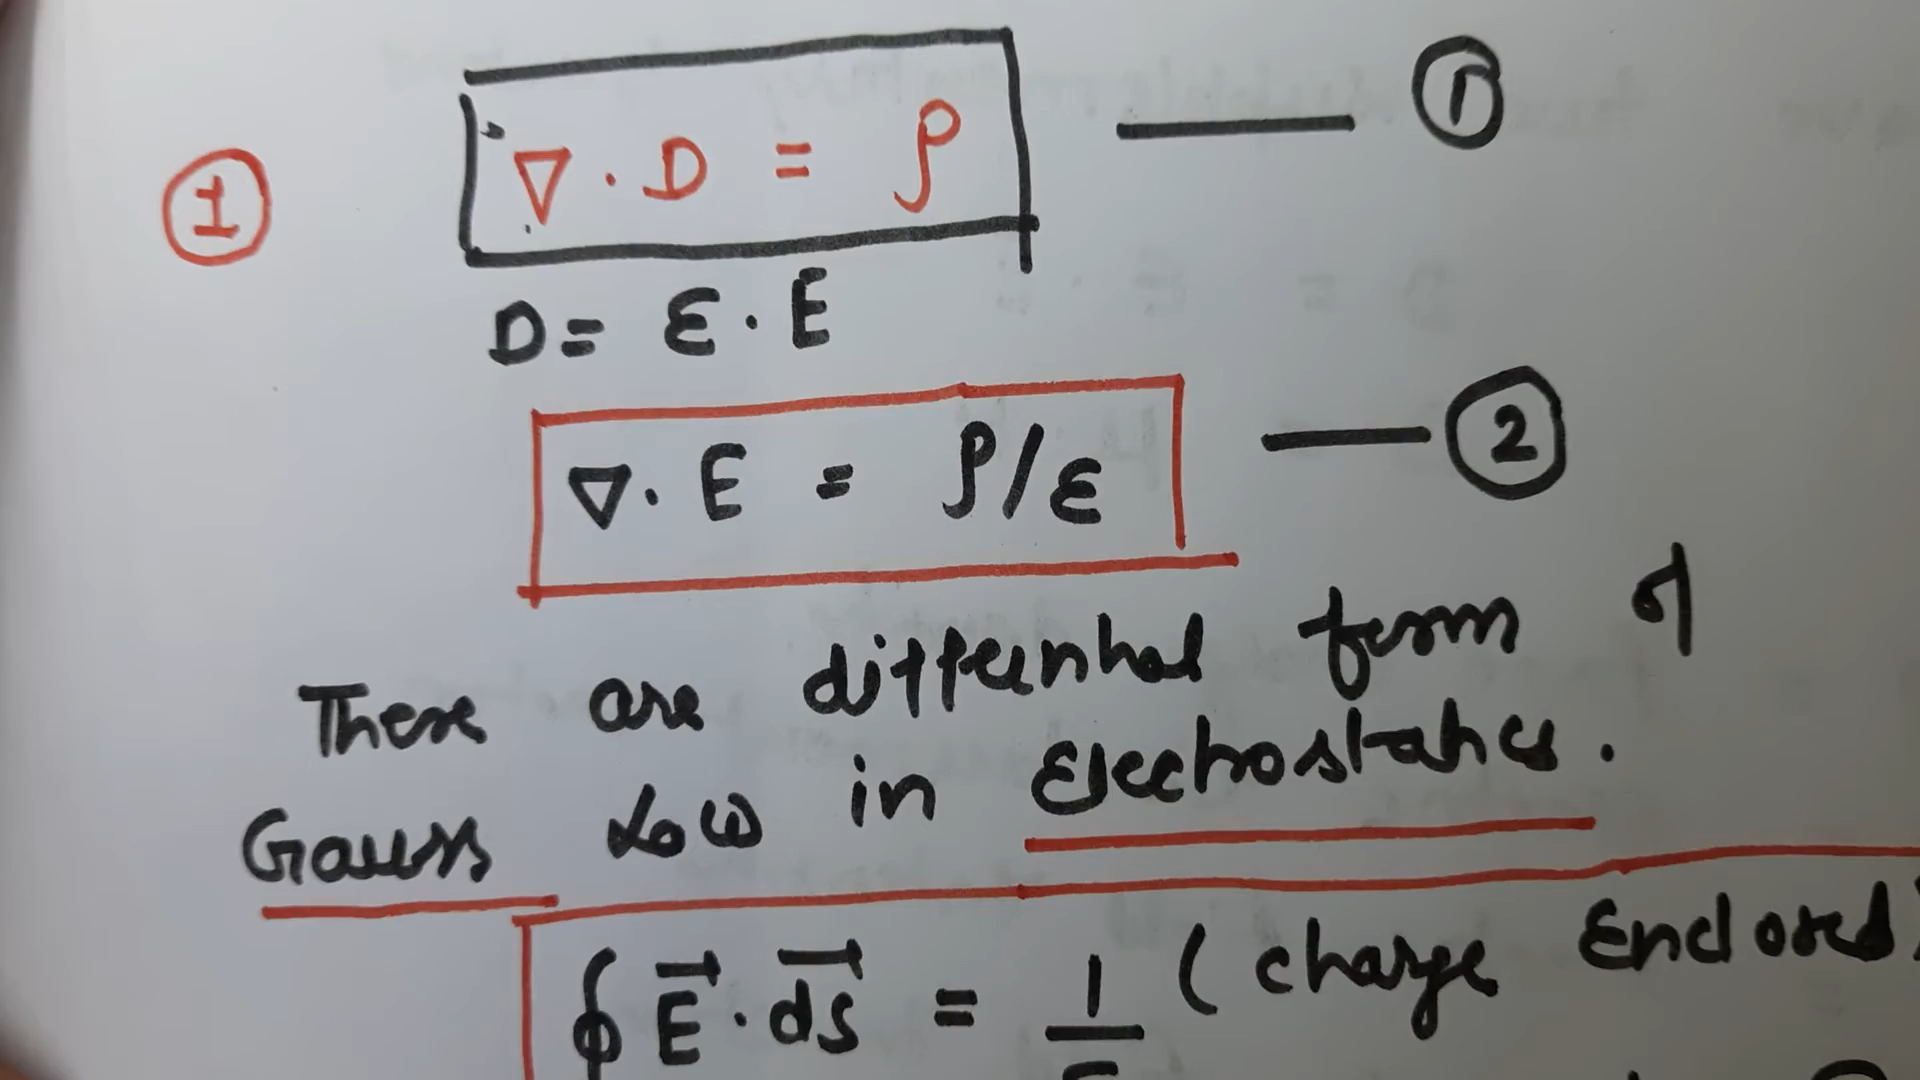 ① ∇ · D = ρ — ①
D = ε · E
∇ · E = ρ/ε — ②
These are differential form of
Gauss Law in Electrostatics.
∮ E⃗ · ds⃗ = 1 (charge Enclosed)